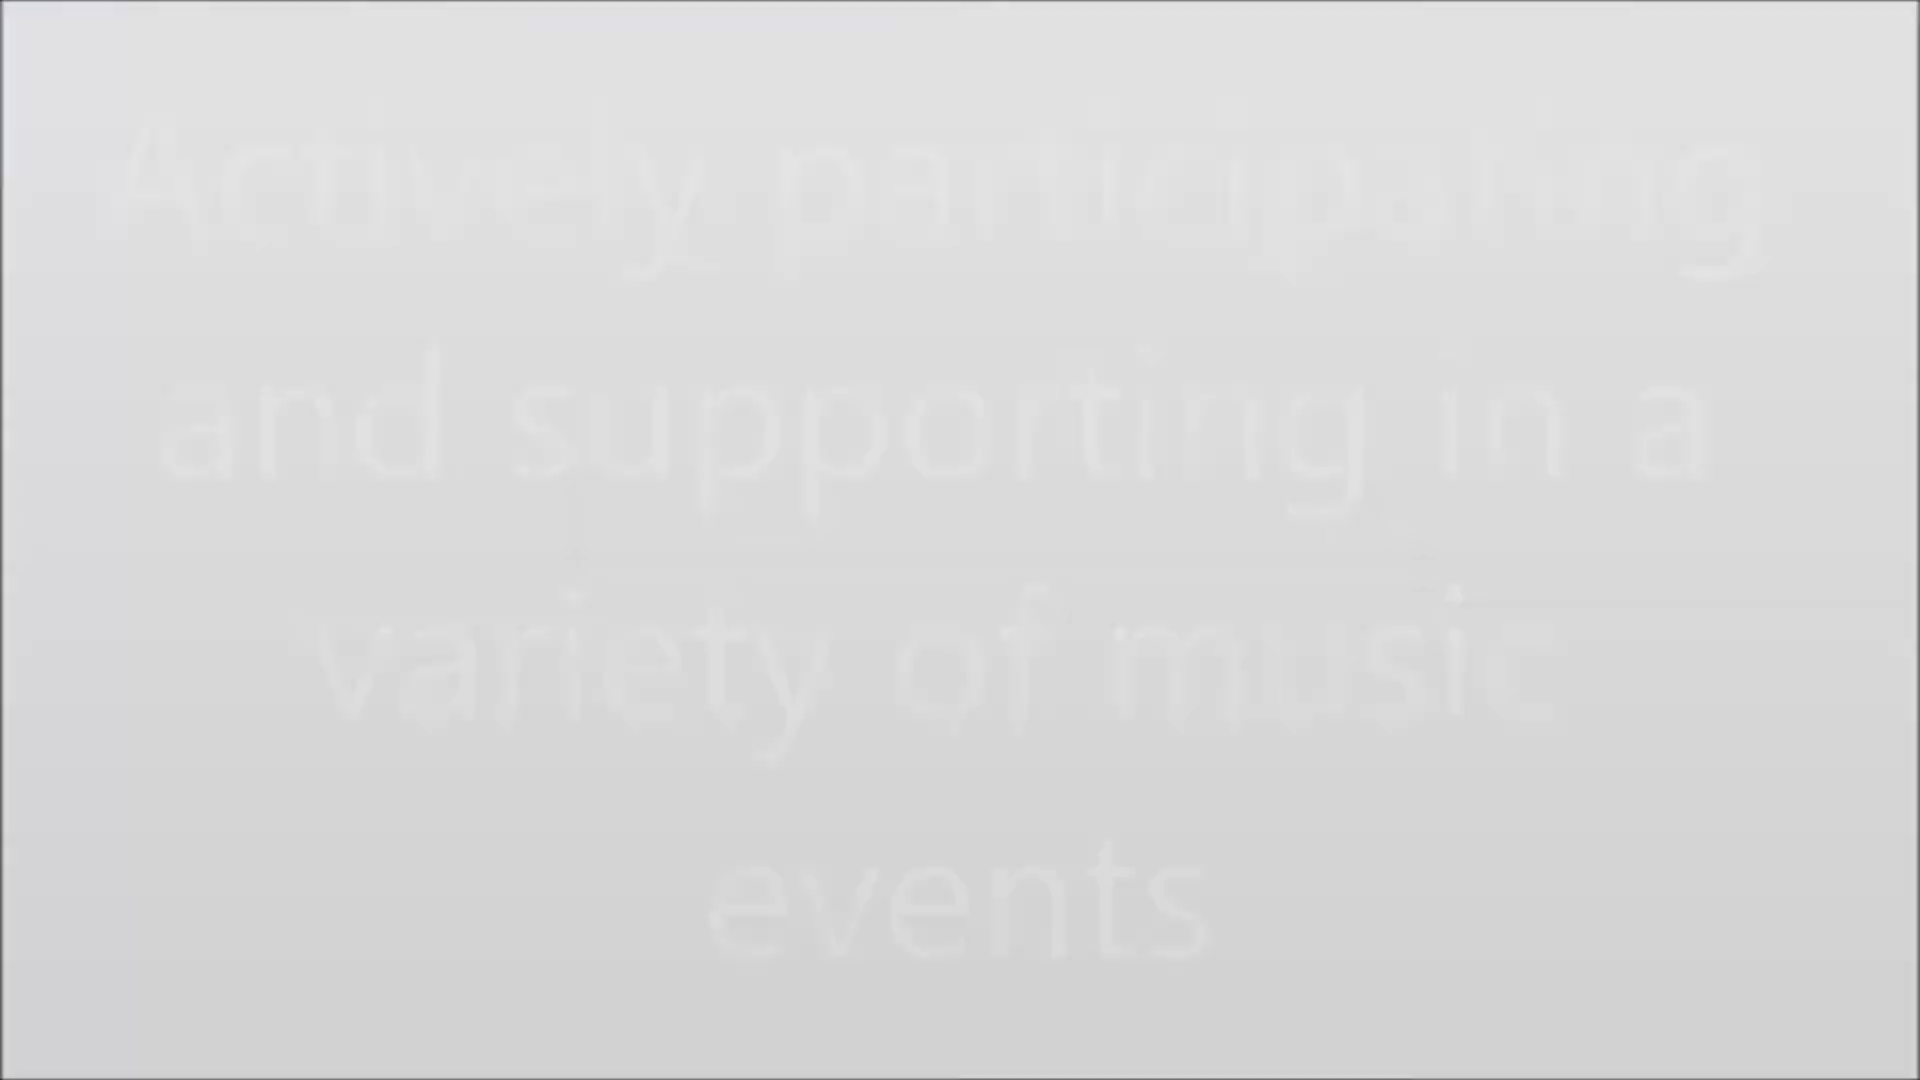 Actively participating
and supporting in a
variety of music
events